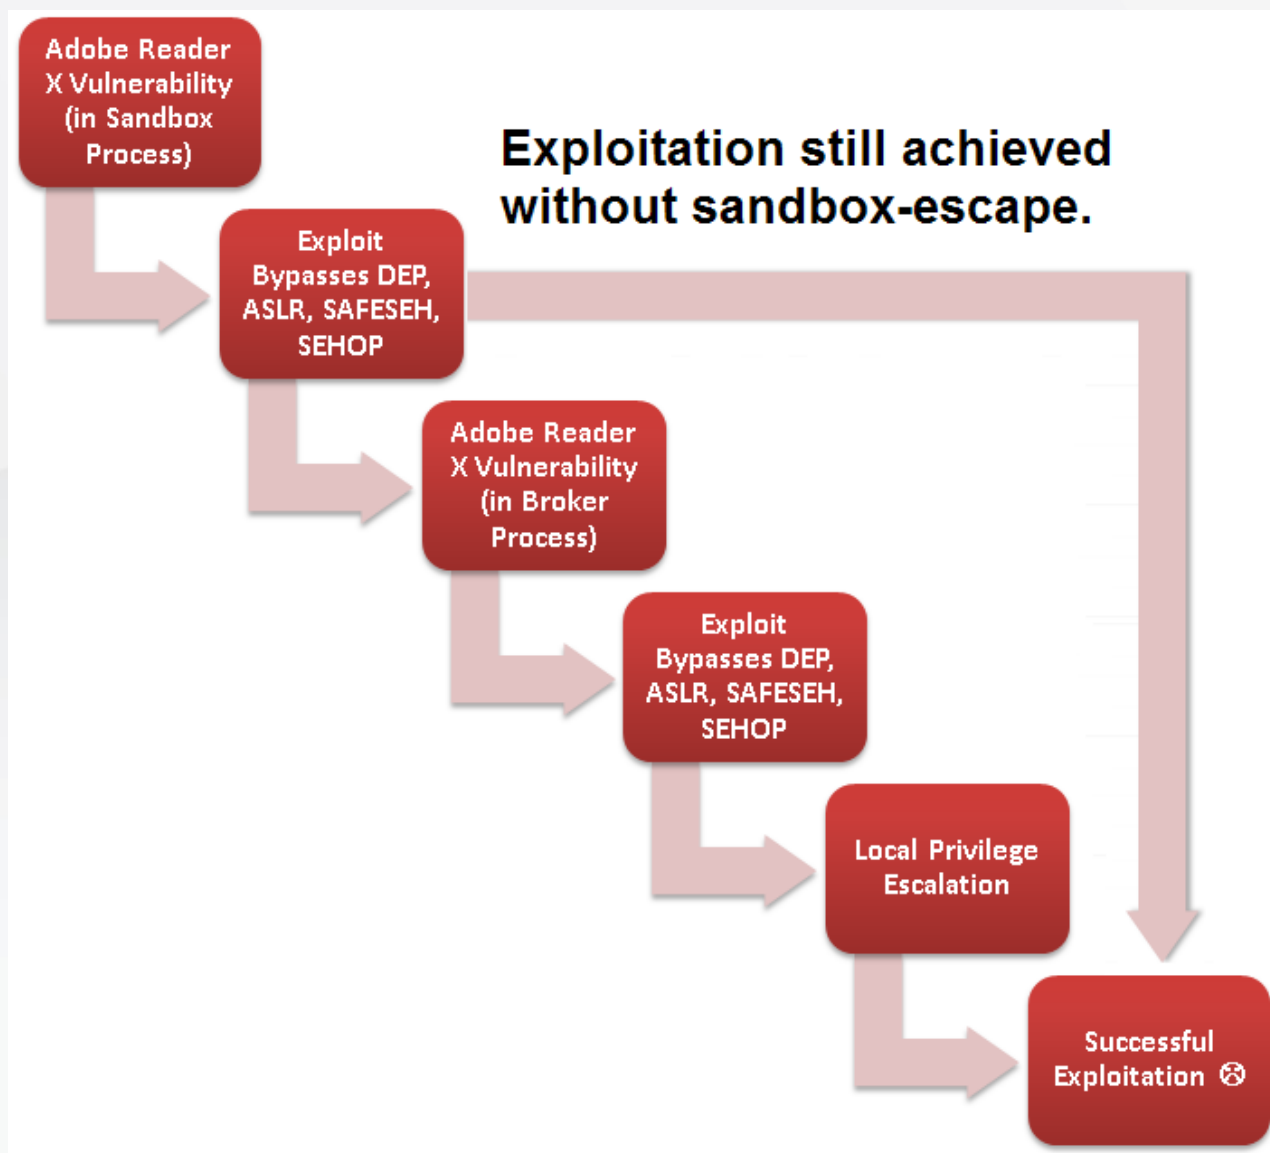 Adobe Reader
X Vulnerability
(in Sandbox
Process)
Exploitation still achieved
without sandbox-escape.
Exploit
Bypasses DEP,
ASLR, SAFESEH,
SEHOP
Adobe Reader
X Vulnerability
(in Broker
Process)
Exploit
Bypasses DEP,
ASLR, SAFESEH,
SEHOP
Local Privilege
Escalation
Successful
Exploitation ☹